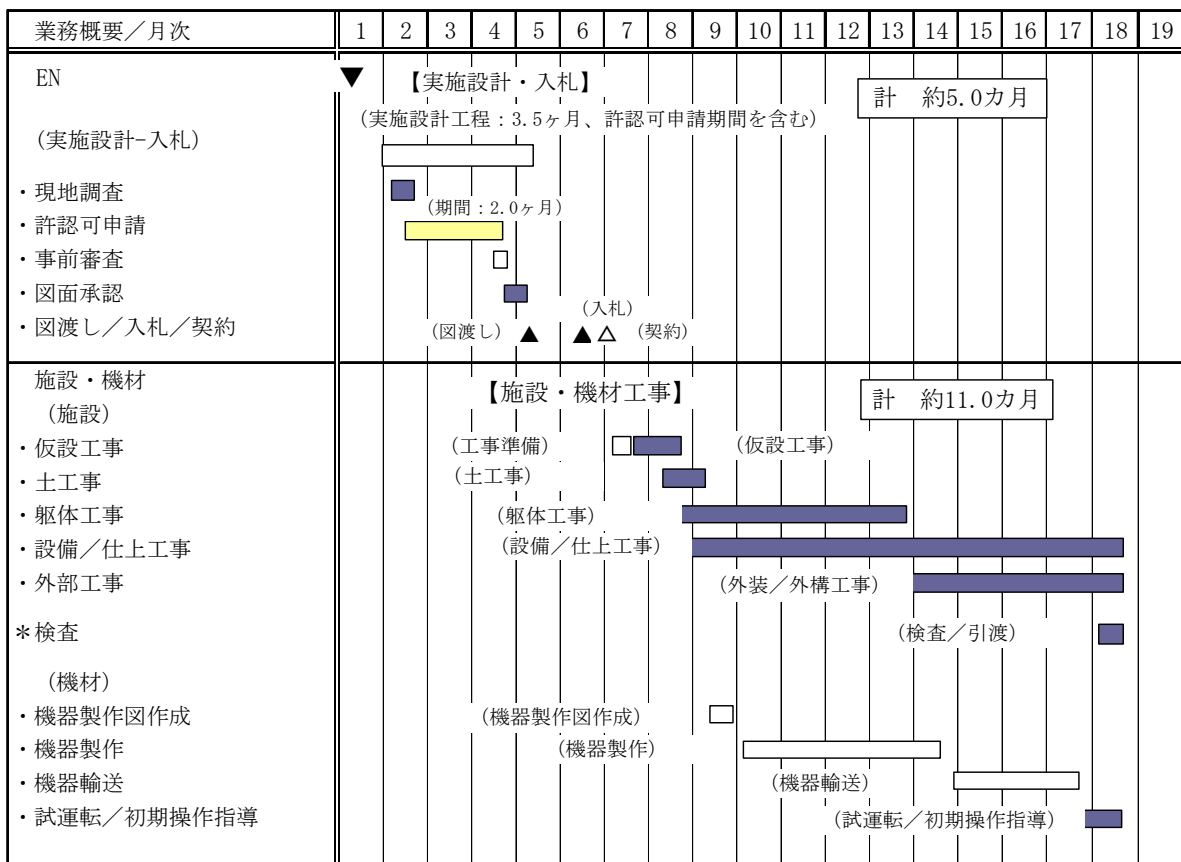 業務概要／月次 1 2 3 4 5 6 7 8 9 10 11 12 13 14 15 16 17 18 19
EN ▼ 【実施設計・入札】 計 約5.0カ月
(実施設計工程：3.5ヶ月、許認可申請期間を含む)
(実施設計-入札)
・現地調査
(期間：2.0ヶ月)
・許認可申請
・事前審査
・図面承認
(入札)
・図渡し／入札／契約 (図渡し) ▲ ▲ △ (契約)
施設・機材 【施設・機材工事】 計 約11.0カ月
(施設)
・仮設工事 (工事準備) (仮設工事)
・土工事 (土工事)
・躯体工事 (躯体工事)
・設備／仕上工事 (設備／仕上工事)
・外部工事 (外装／外構工事)
＊検査 (検査／引渡)
(機材)
・機器製作図作成 (機器製作図作成)
・機器製作 (機器製作)
・機器輸送 (機器輸送)
・試運転／初期操作指導 (試運転／初期操作指導)